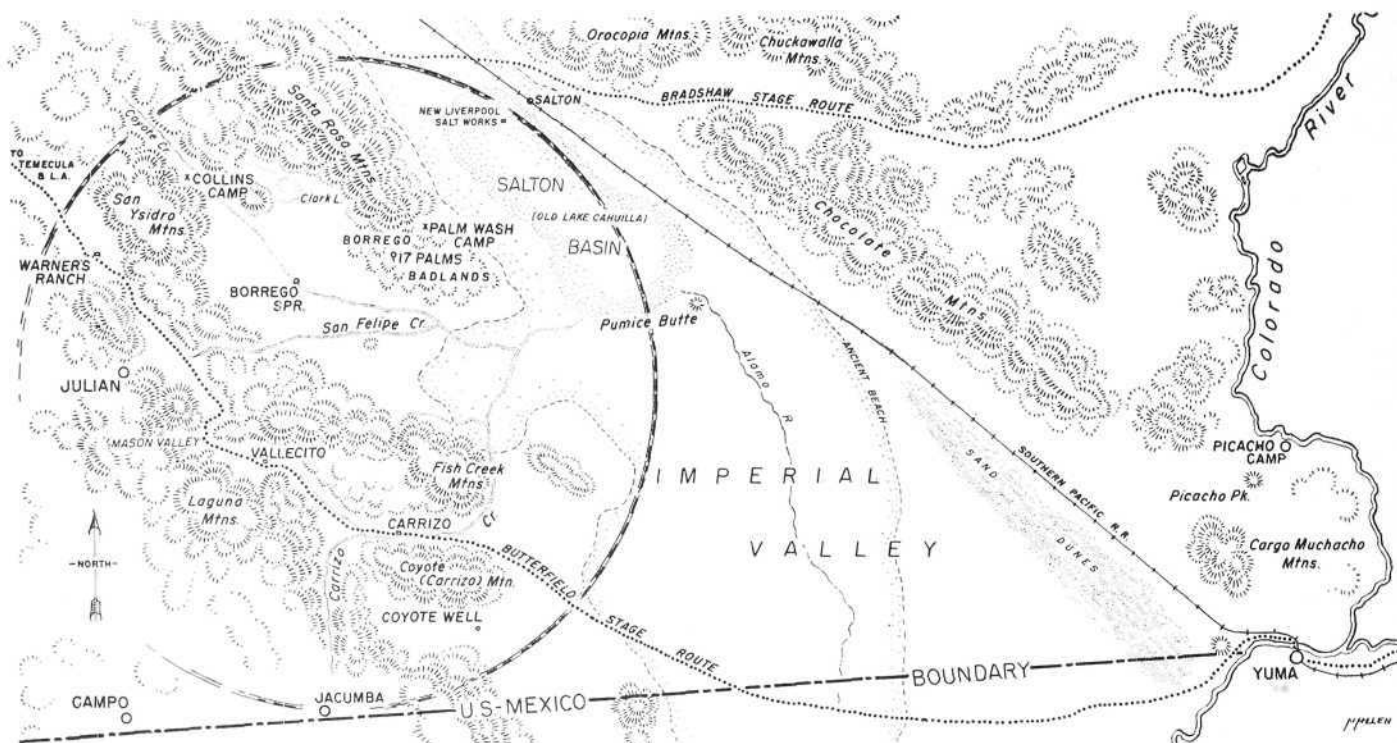 Orocopia Mtns.
Chuckawalla
Mtns.
River
Colorado
BRADSHAW STAGE ROUTE
SALTON
NEW LIVERPOOL
SALT WORKS
Santa Rosa Mtns.
Coyote Cr.
TO
TEMECULA
& L.A.
COLLINS
CAMP
San
Ysidro
Mtns.
Clark L.
SALTON
(OLD LAKE CAHUILLA)
BASIN
PALM WASH
CAMP
BORREGO
17 PALMS
BADLANDS
Chocolate
Mtns.
WARNER'S
RANCH
BORREGO
SPR.
San Felipe Cr.
Pumice Butte
Alamo R.
ANCIENT BEACH
JULIAN
MASON VALLEY
VALLECITO
Fish Creek
Mtns.
Laguna
Mtns.
IMPERIAL
VALLEY
SAND
DUNES
SOUTHERN PACIFIC R.R.
PICACHO
CAMP
Picacho Pk.
Cargo Muchacho
Mtns.
NORTH
CARRIZO
Carrizo
Cr.
Coyote
(Carrizo) Mtn.
COYOTE WELL
BUTTERFIELD
STAGE
ROUTE
CAMPO
JACUMBA
U.S-MEXICO
BOUNDARY
YUMA